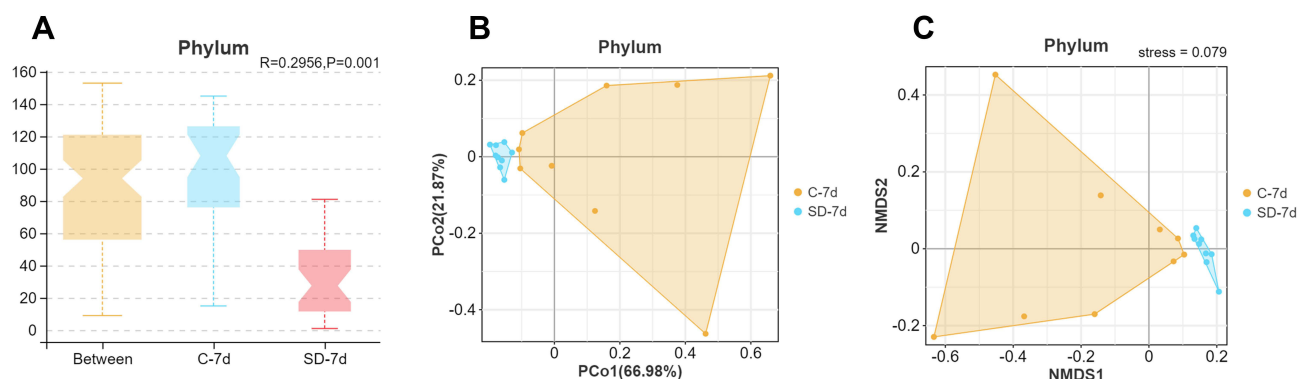 A
Phylum
R=0.2956,P=0.001
160
140
120
100
80
60
40
20
0
Between
C-7d
SD-7d
B
Phylum
0.2
0
-0.2
-0.4
PCo2(21.87%)
0
0.2
0.4
0.6
PCo1(66.98%)
C-7d
SD-7d
C
Phylum
stress = 0.079
0.4
0.2
0
-0.2
NMDS2
-0.6
-0.4
-0.2
0
0.2
NMDS1
C-7d
SD-7d